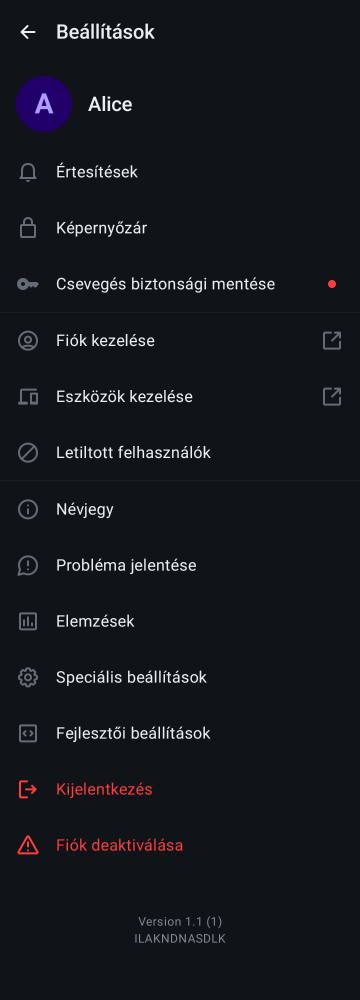 Beállítások
A
Alice
Értesítések
Képernyőzár
Csevegés biztonsági mentése
Fiók kezelése
Eszközök kezelése
Letiltott felhasználók
Névjegy
Probléma jelentése
Elemzések
Speciális beállítások
Fejlesztői beállítások
Kijelentkezés
Fiók deaktiválása
Version 1.1 (1)
ILAKNDNASDLK